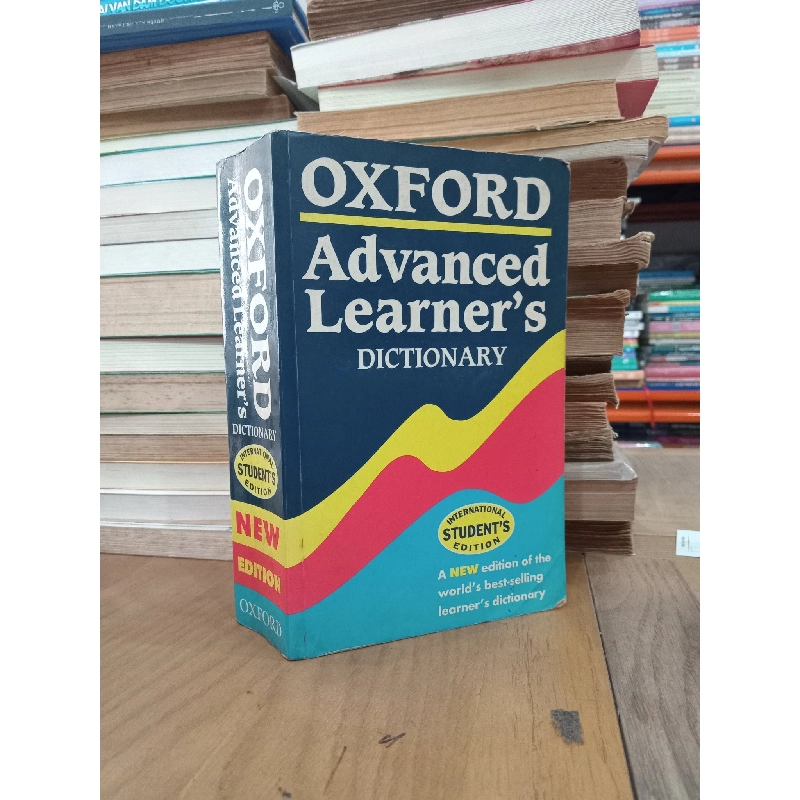 OXFORD
Advanced
Learner's
DICTIONARY
INTERNATIONAL
STUDENT'S
EDITION
A NEW edition of the
world's best-selling
learner's dictionary
OXFORD
Advanced Learner's
DICTIONARY
INTERNATIONAL
STUDENT'S
EDITION
NEW
EDITION
OXFORD